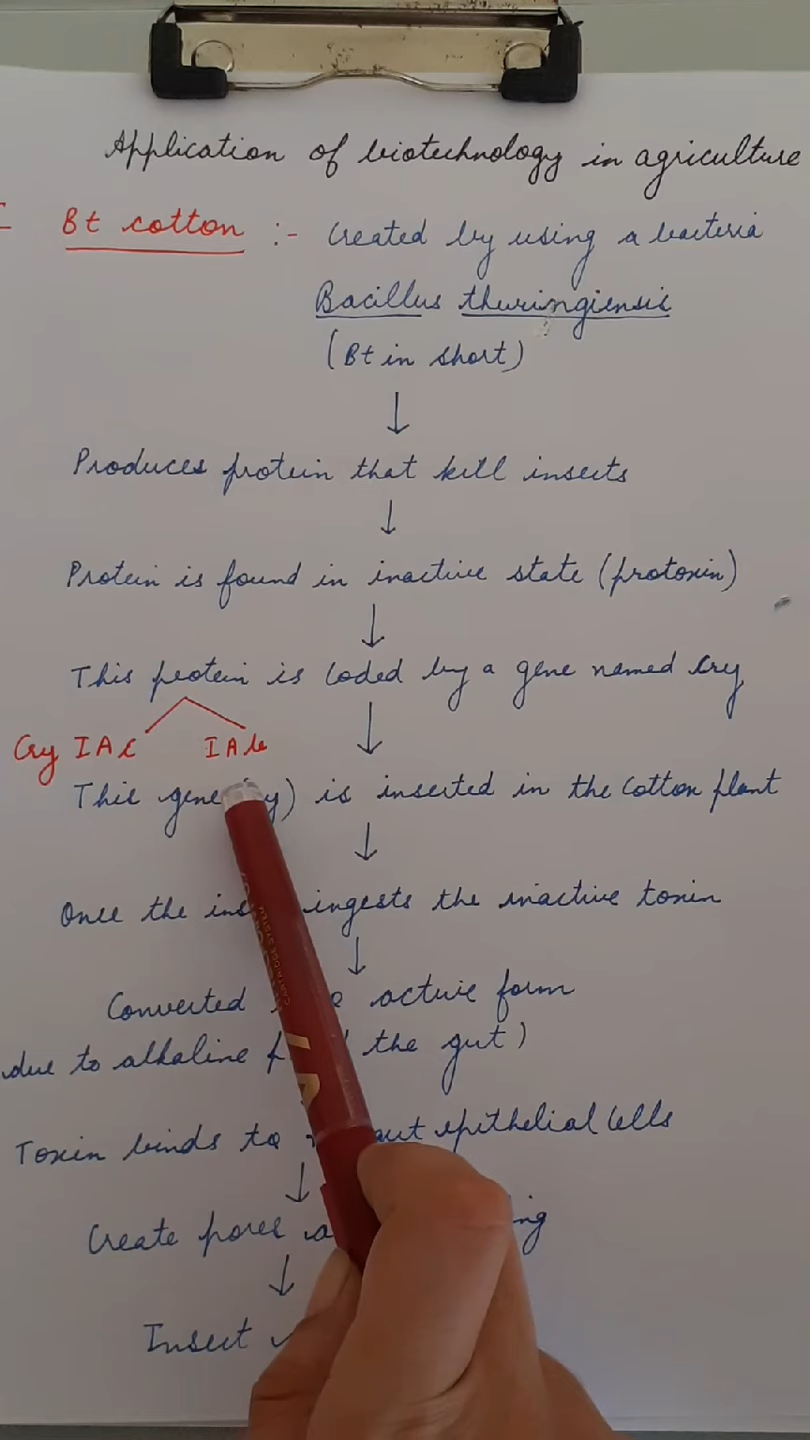 Application of biotechnology in agriculture
I Bt cotton :- Created by using a bacteria
Bacillus thuringiensis
(Bt in short)
↓
Produces protein that kill insects
↓
Protein is found in inactive state (protoxin)
↓
This protein is coded by a gene named Cry
Cry IAc IAb
↓
This gene y) is inserted in the cotton plant
↓
Once the ingests the inactive toxin
↓
Converted active form
due to alkaline the gut)
Toxin binds to gut epithelial cells
↓
Create pores
↓
Insect
CARTRIDGE SYSTEM